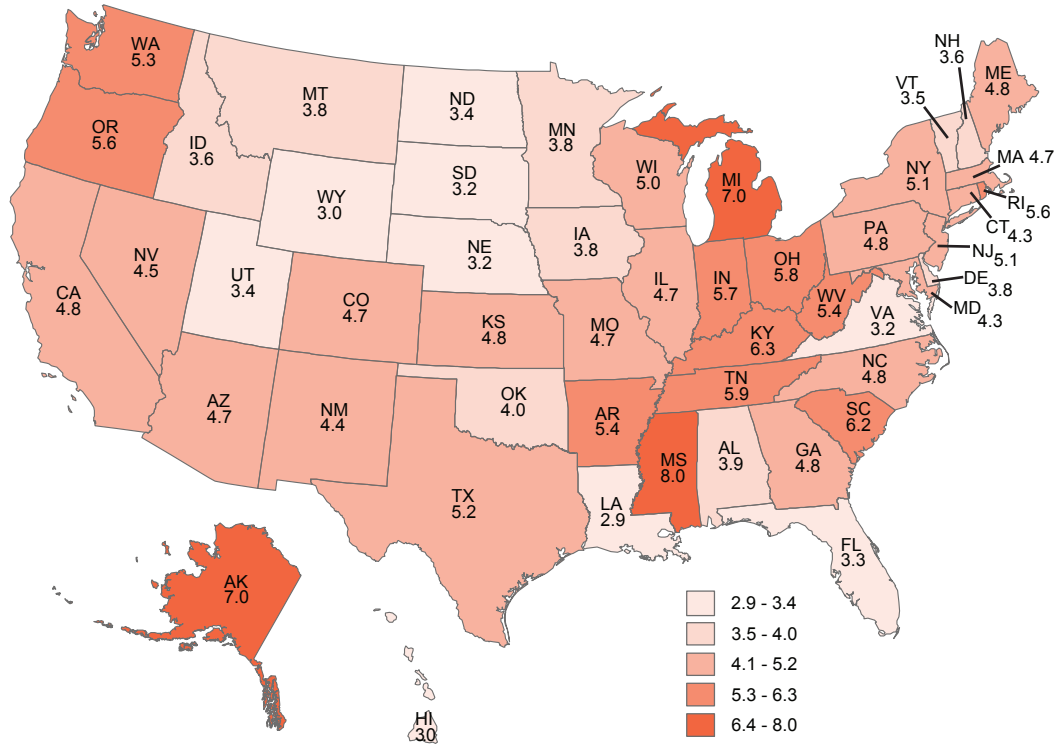 WA
5.3
OR
5.6
CA
4.8
NV
4.5
ID
3.6
MT
3.8
WY
3.0
UT
3.4
AZ
4.7
CO
4.7
NM
4.4
ND
3.4
SD
3.2
NE
3.2
KS
4.8
OK
4.0
TX
5.2
MN
3.8
IA
3.8
MO
4.7
AR
5.4
LA
2.9
WI
5.0
IL
4.7
MI
7.0
IN
5.7
OH
5.8
KY
6.3
TN
5.9
MS
8.0
AL
3.9
GA
4.8
FL
3.3
SC
6.2
NC
4.8
VA
3.2
WV
5.4
PA
4.8
NY
5.1
VT
3.5
NH
3.6
ME
4.8
MA 4.7
RI 5.6
CT 4.3
NJ 5.1
DE 3.8
MD 4.3
AK
7.0
HI
30
2.9 - 3.4
3.5 - 4.0
4.1 - 5.2
5.3 - 6.3
6.4 - 8.0